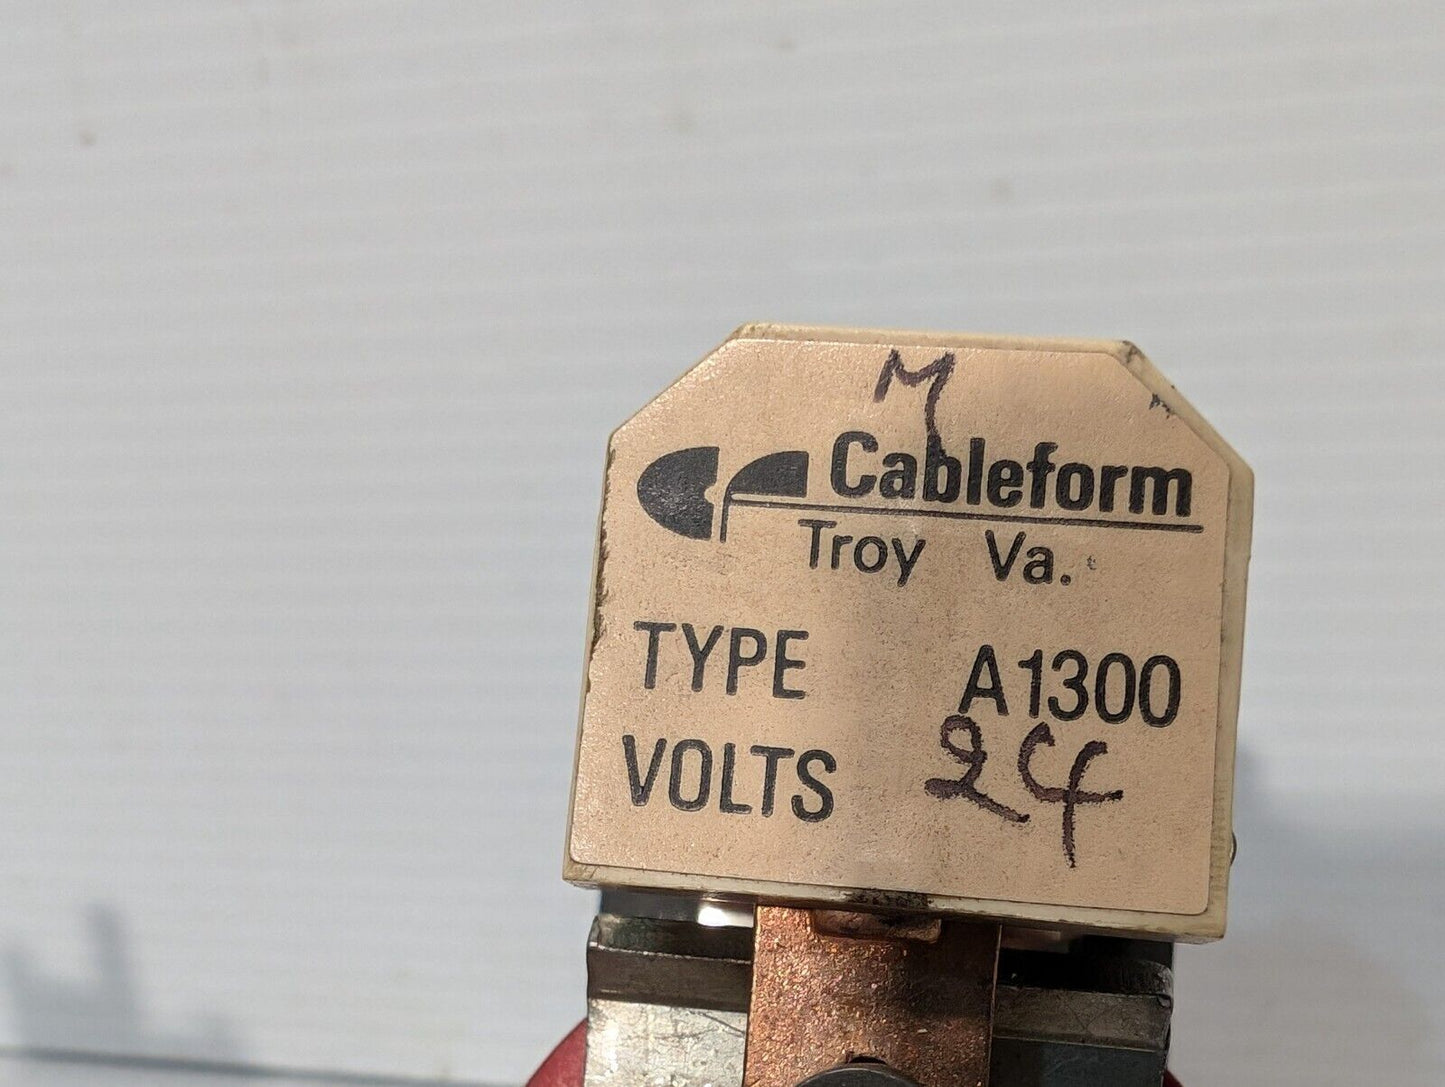 M
Cableform
Troy Va.
TYPE A1300
VOLTS 24